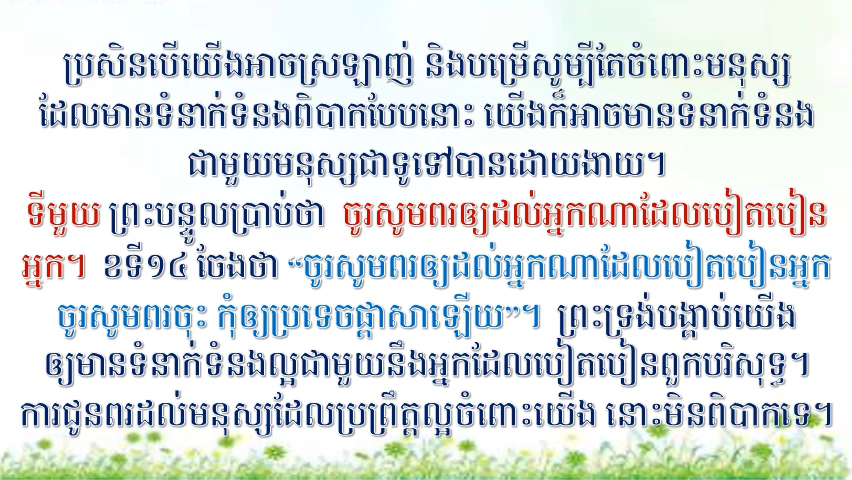 ប្រសិនបើយើងអាចស្រឡាញ់ និងបម្រើសូម្បីតែចំពោះមនុស្ស
ដែលមានទំនាក់ទំនងពិបាកបែបនោះ យើងក៏អាចមានទំនាក់ទំនង
ជាមួយមនុស្សជាទូទៅបានដោយងាយ។
ទីមួយ ព្រះបន្ទូលប្រាប់ថា ចូរសូមពរឲ្យដល់អ្នកណាដែលបៀតបៀន
អ្នក។ ខទី១៤ ចែងថា “ចូរសូមពរឲ្យដល់អ្នកណាដែលបៀតបៀនអ្នក
ចូរសូមពរចុះ កុំឲ្យប្រទេចផ្តាសាឡើយ”។ ព្រះទ្រង់បង្គាប់យើង
ឲ្យមានទំនាក់ទំនងល្អជាមួយនឹងអ្នកដែលបៀតបៀនពួកបរិសុទ្ធ។
ការជូនពរដល់មនុស្សដែលប្រព្រឹត្តល្អចំពោះយើង នោះមិនពិបាកទេ។